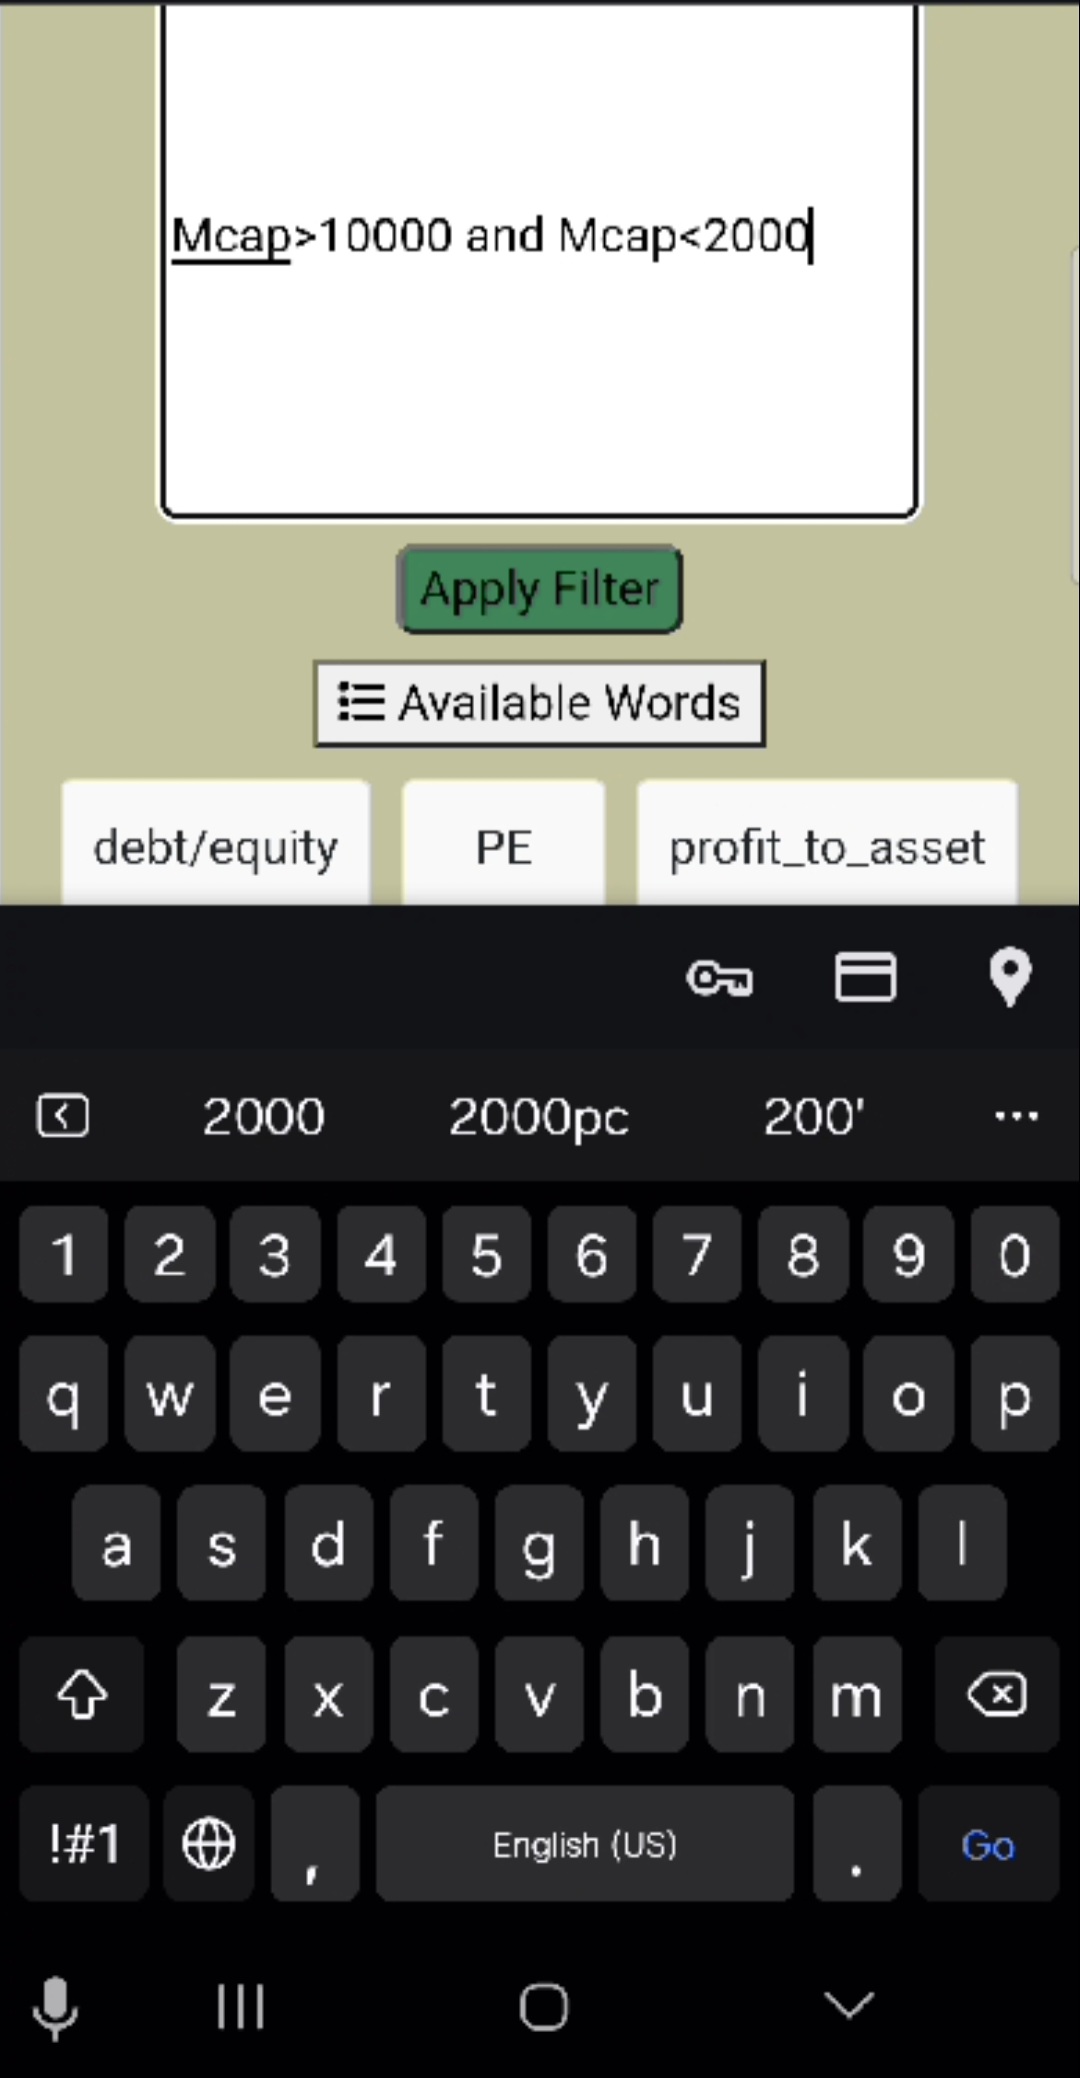 Mcap>10000 and Mcap<2000
Apply Filter
Available Words
debt/equity PE profit_to_asset
2000 2000pc 200' ...
1 2 3 4 5 6 7 8 9 0
q w e r t y u i o p
a s d f g h j k l
z x c v b n m
!#1 , English (US) . Go